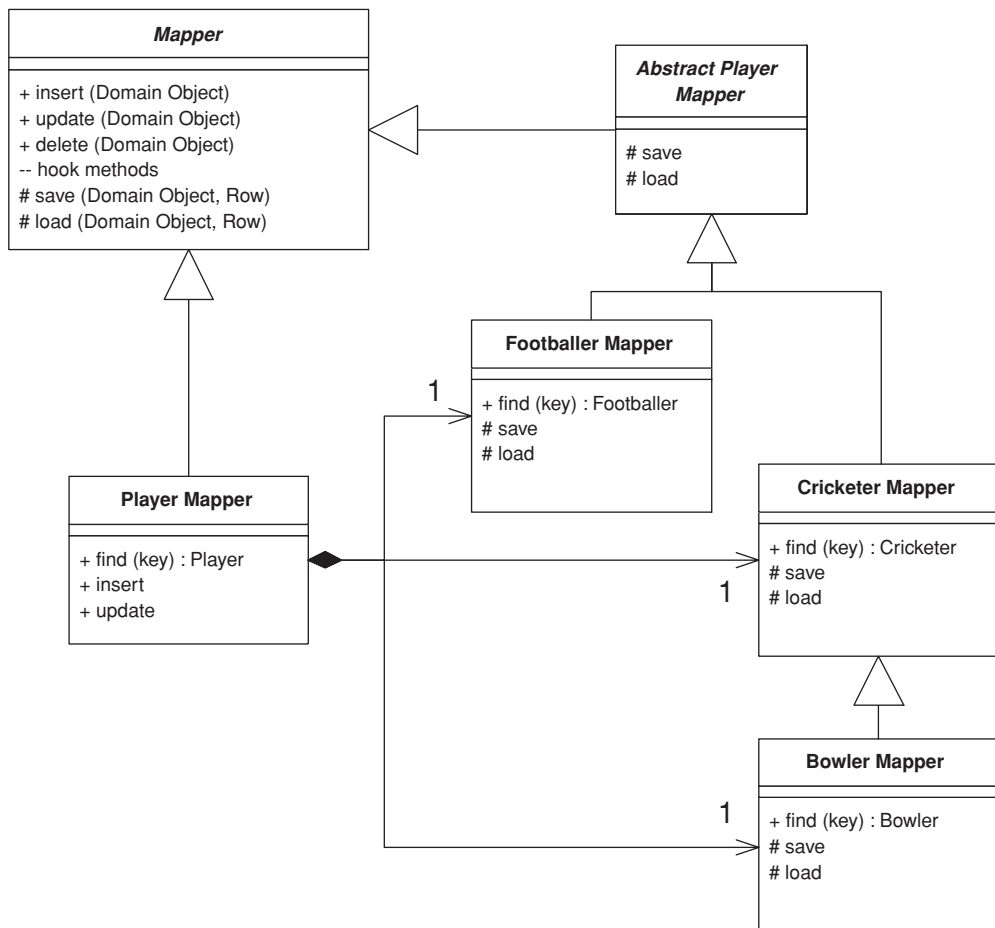 Mapper
+ insert (Domain Object)
+ update (Domain Object)
+ delete (Domain Object)
-- hook methods
# save (Domain Object, Row)
# load (Domain Object, Row)
Abstract Player
Mapper
# save
# load
Footballer Mapper
+ find (key) : Footballer
# save
# load
1
Player Mapper
+ find (key) : Player
+ insert
+ update
Cricketer Mapper
+ find (key) : Cricketer
# save
# load
1
Bowler Mapper
+ find (key) : Bowler
# save
# load
1